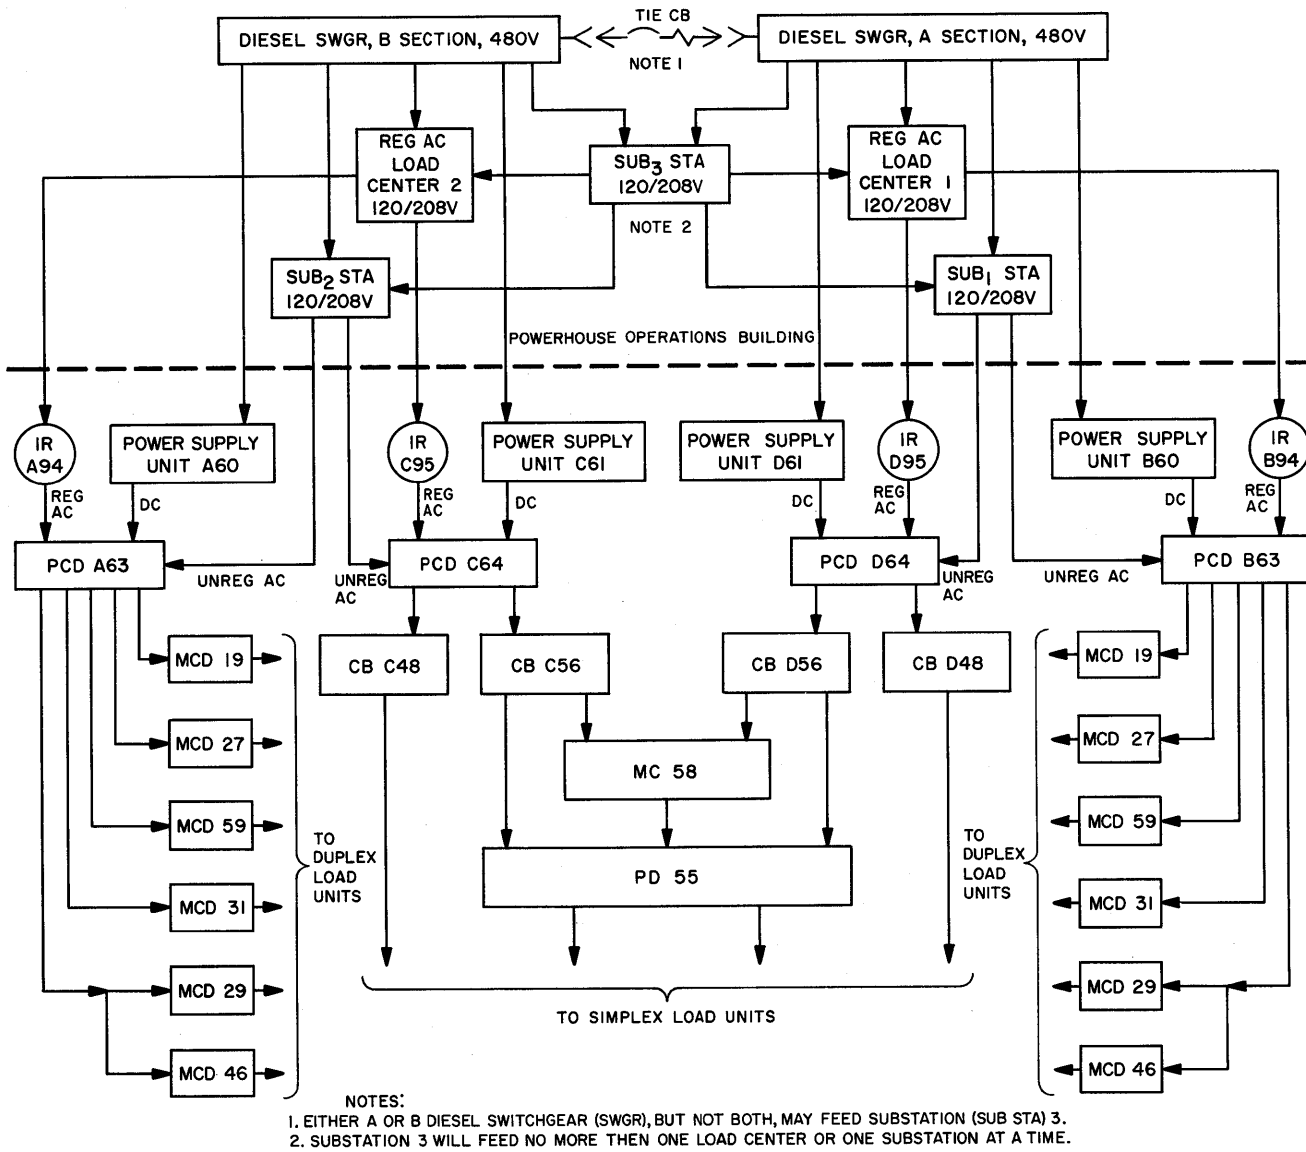 TIE CB
DIESEL SWGR, B SECTION, 480V
DIESEL SWGR, A SECTION, 480V
NOTE 1
REG AC
LOAD
CENTER 2
120/208V
SUB3 STA
120/208V
REG AC
LOAD
CENTER 1
120/208V
NOTE 2
SUB2 STA
120/208V
SUB1 STA
120/208V
POWERHOUSE OPERATIONS BUILDING
IR
A94
POWER SUPPLY
UNIT A60
IR
C95
POWER SUPPLY
UNIT C61
POWER SUPPLY
UNIT D61
IR
D95
POWER SUPPLY
UNIT B60
IR
B94
REG
AC
DC
REG
AC
DC
DC
REG
AC
DC
REG
AC
PCD A63
PCD C64
PCD D64
PCD B63
UNREG AC
UNREG
AC
UNREG
AC
UNREG AC
CB C48
CB C56
CB D56
CB D48
MCD 19
MCD 27
MCD 59
MCD 31
MCD 29
MCD 46
TO
DUPLEX
LOAD
UNITS
MC 58
PD 55
TO SIMPLEX LOAD UNITS
TO
DUPLEX
LOAD
UNITS
MCD 19
MCD 27
MCD 59
MCD 31
MCD 29
MCD 46
NOTES:
1. EITHER A OR B DIESEL SWITCHGEAR (SWGR), BUT NOT BOTH, MAY FEED SUBSTATION (SUB STA) 3.
2. SUBSTATION 3 WILL FEED NO MORE THEN ONE LOAD CENTER OR ONE SUBSTATION AT A TIME.